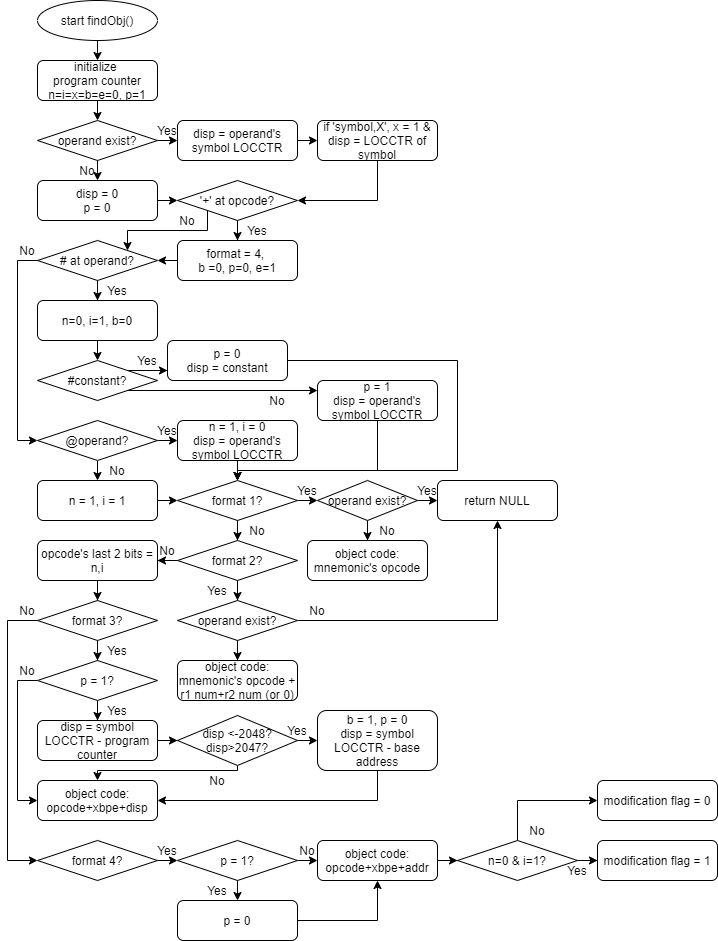 start findObj()
initialize
program counter
n=i=x=b=e=0, p=1
operand exist?
Yes
disp = operand's
symbol LOCCTR
if 'symbol,X', x = 1 &
disp = LOCCTR of
symbol
No
disp = 0
p = 0
'+' at opcode?
No
Yes
format = 4,
b =0, p=0, e=1
No
# at operand?
Yes
n=0, i=1, b=0
#constant?
Yes
p = 0
disp = constant
No
p = 1
disp = operand's
symbol LOCCTR
@operand?
Yes
n = 1, i = 0
disp = operand's
symbol LOCCTR
No
n = 1, i = 1
format 1?
Yes
operand exist?
Yes
return NULL
No
No
object code:
mnemonic's opcode
opcode's last 2 bits =
n,i
No
format 2?
Yes
No
format 3?
operand exist?
No
Yes
object code:
mnemonic's opcode +
r1 num+r2 num (or 0)
No
p = 1?
Yes
disp = symbol
LOCCTR - program
counter
disp <-2048?
disp>2047?
Yes
b = 1, p = 0
disp = symbol
LOCCTR - base
address
No
object code:
opcode+xbpe+disp
format 4?
Yes
p = 1?
No
object code:
opcode+xbpe+addr
n=0 & i=1?
No
modification flag = 0
Yes
modification flag = 1
Yes
p = 0